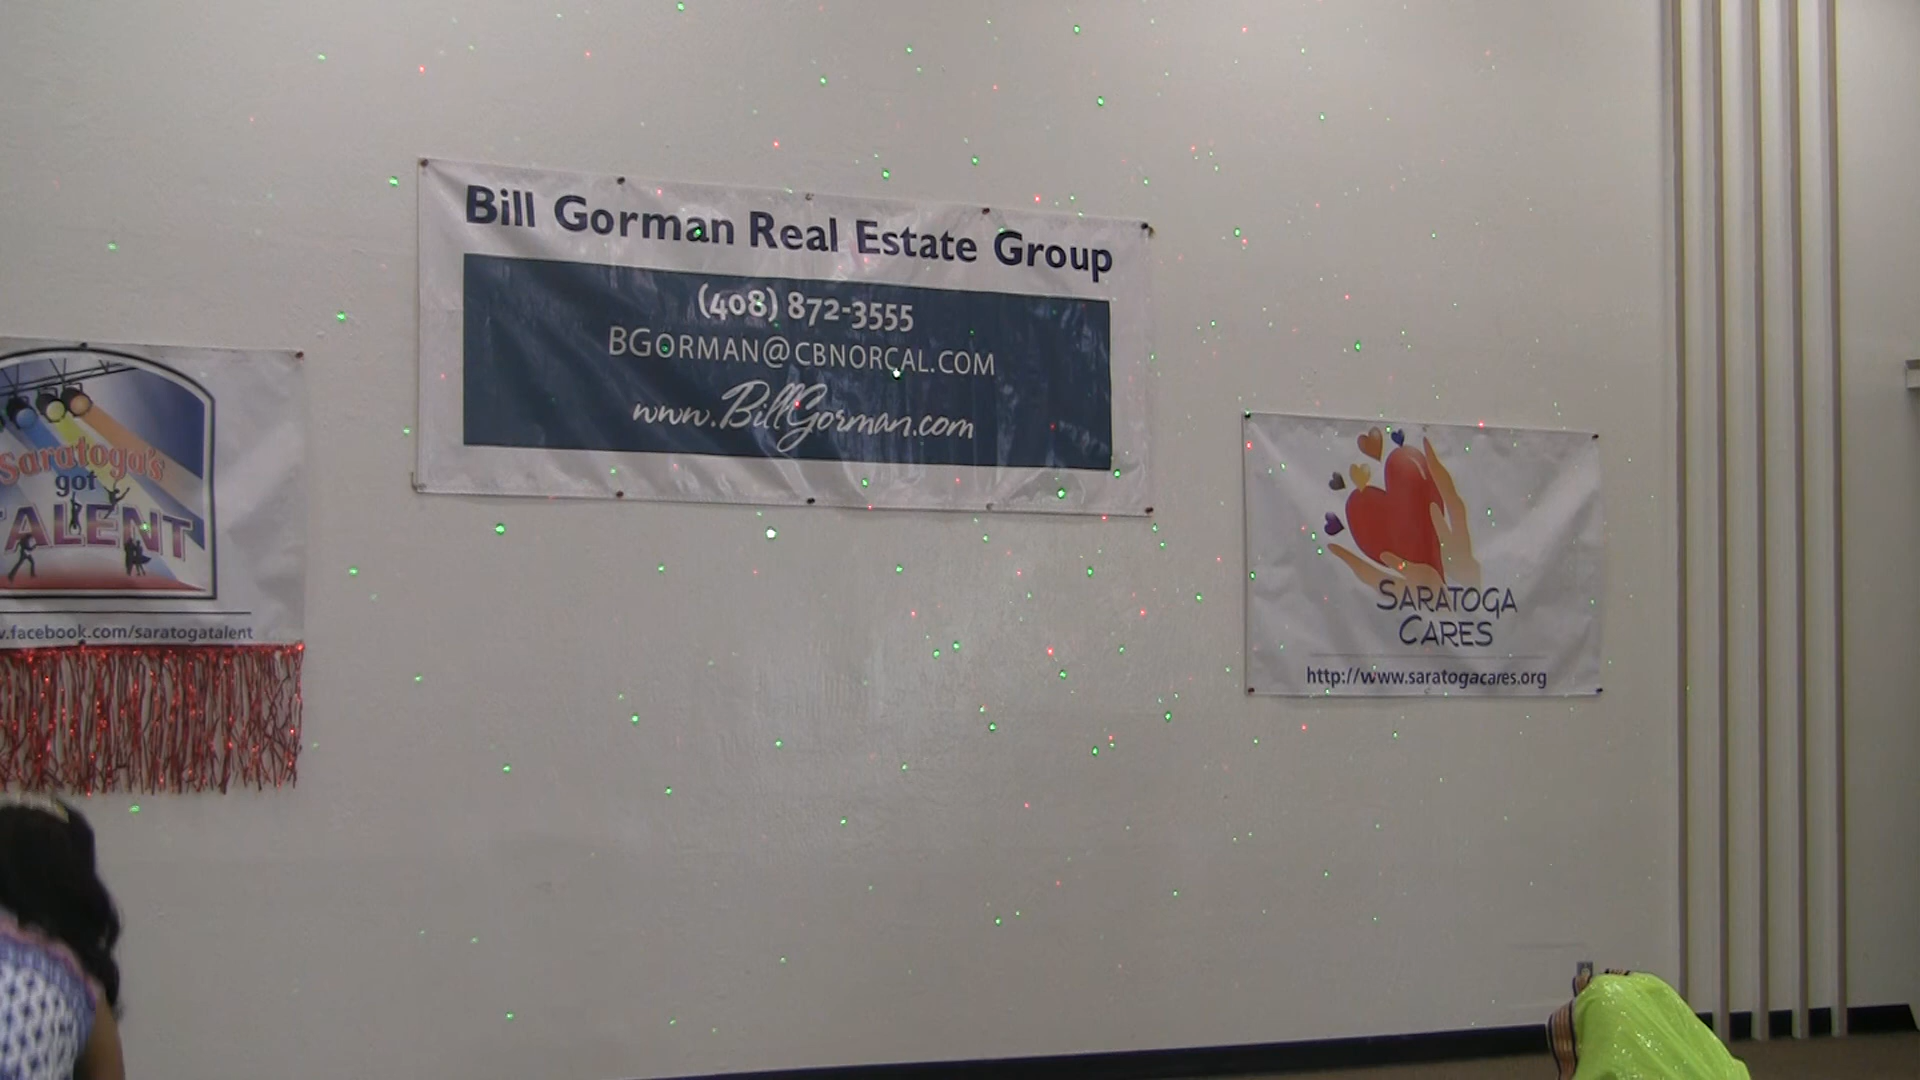 Bill Gorman Real Estate Group
(408) 872-3555
BGORMAN@CBNORCAL.COM
www.BillGorman.com
Saratoga's
got
TALENT
.facebook.com/saratogatalent
SARATOGA
CARES
http://www.saratogacares.org